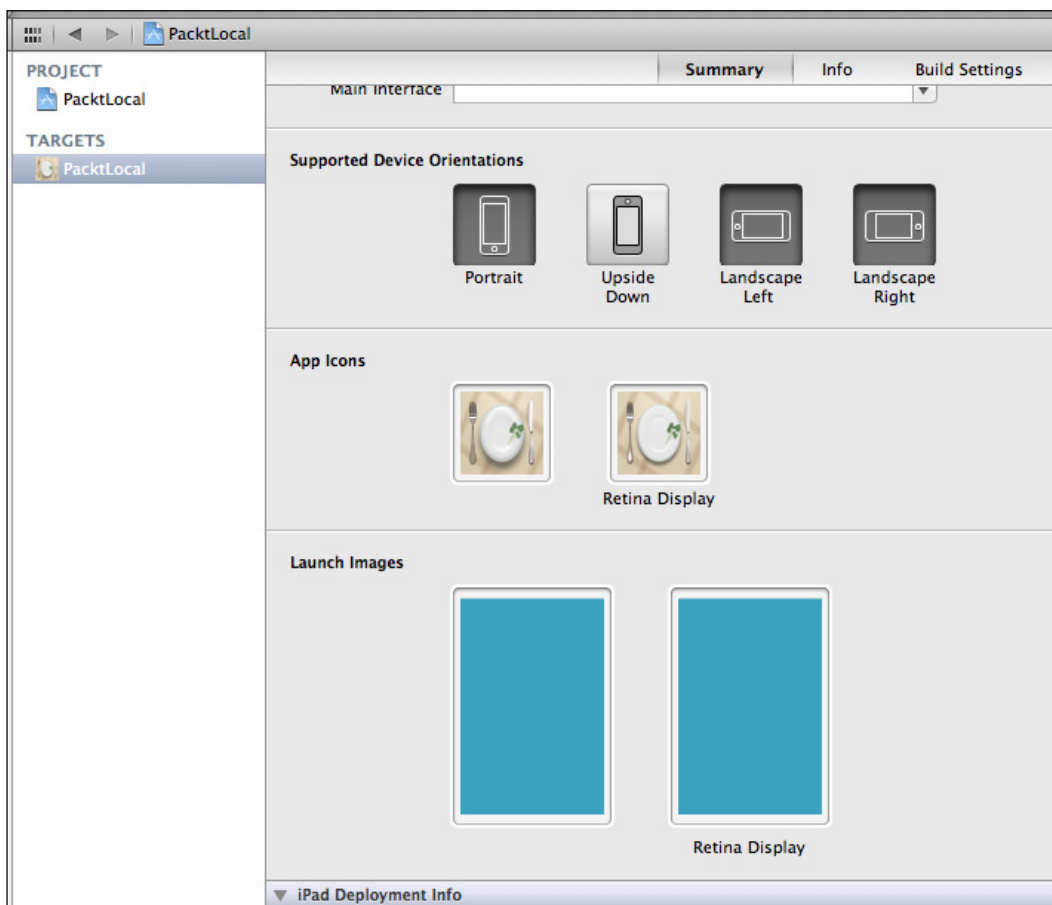 PacktLocal
PROJECT
PacktLocal
TARGETS
PacktLocal
Summary Info Build Settings
Main Interface
Supported Device Orientations
Portrait
Upside
Down
Landscape
Left
Landscape
Right
App Icons
Retina Display
Launch Images
Retina Display
iPad Deployment Info